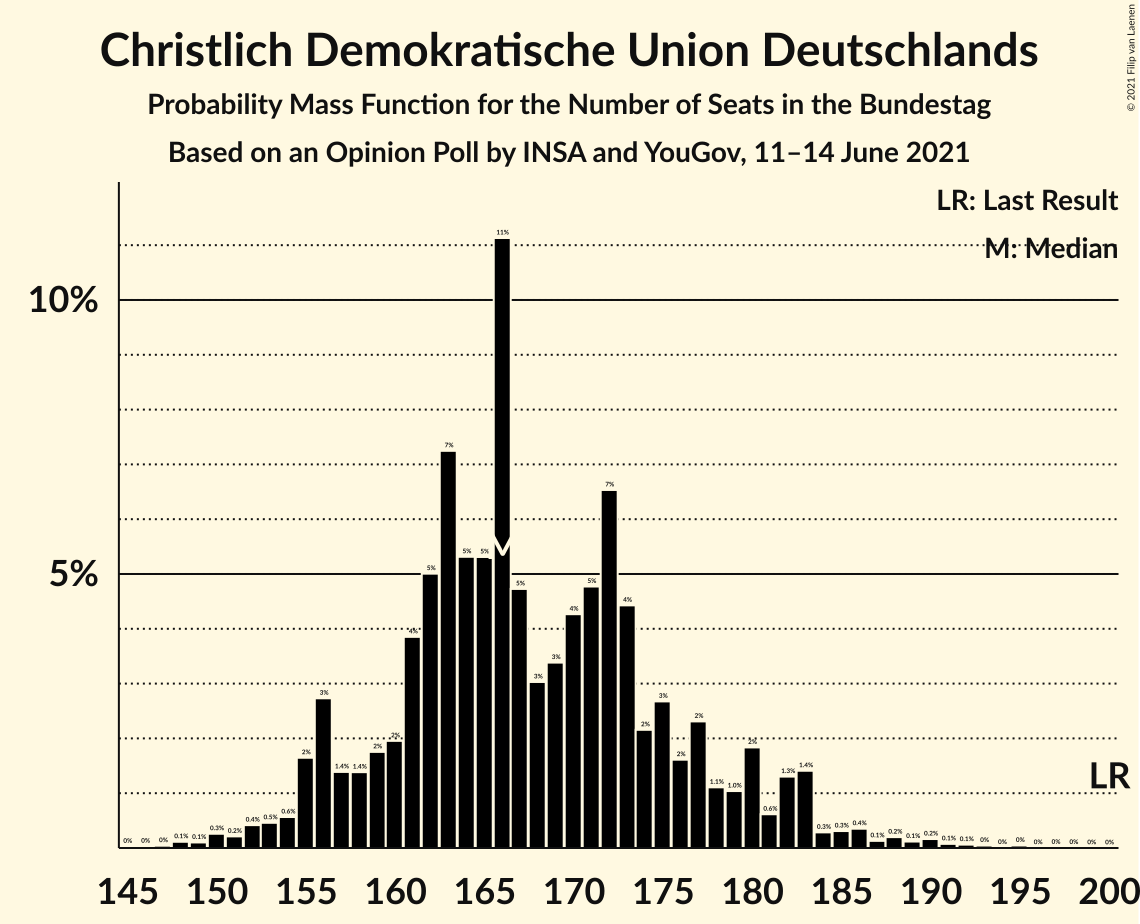 © 2021 Filip van Laenen
Christlich Demokratische Union Deutschlands
Probability Mass Function for the Number of Seats in the Bundestag
Based on an Opinion Poll by INSA and YouGov, 11–14 June 2021
LR: Last Result
M: Median
10%
5%
LR
0% 0% 0% 0.1% 0.1% 0.3% 0.2% 0.4% 0.5% 0.6% 2% 3% 1.4% 1.4% 2% 2% 4% 5% 7% 5% 5% 11% 5% 3% 3% 4% 5% 7% 4% 2% 3% 2% 2% 1.1% 1.0% 2% 0.6% 1.3% 1.4% 0.3% 0.3% 0.4% 0.1% 0.2% 0.1% 0.2% 0.1% 0.1% 0% 0% 0% 0% 0% 0% 0% 0%
145 150 155 160 165 170 175 180 185 190 195 200